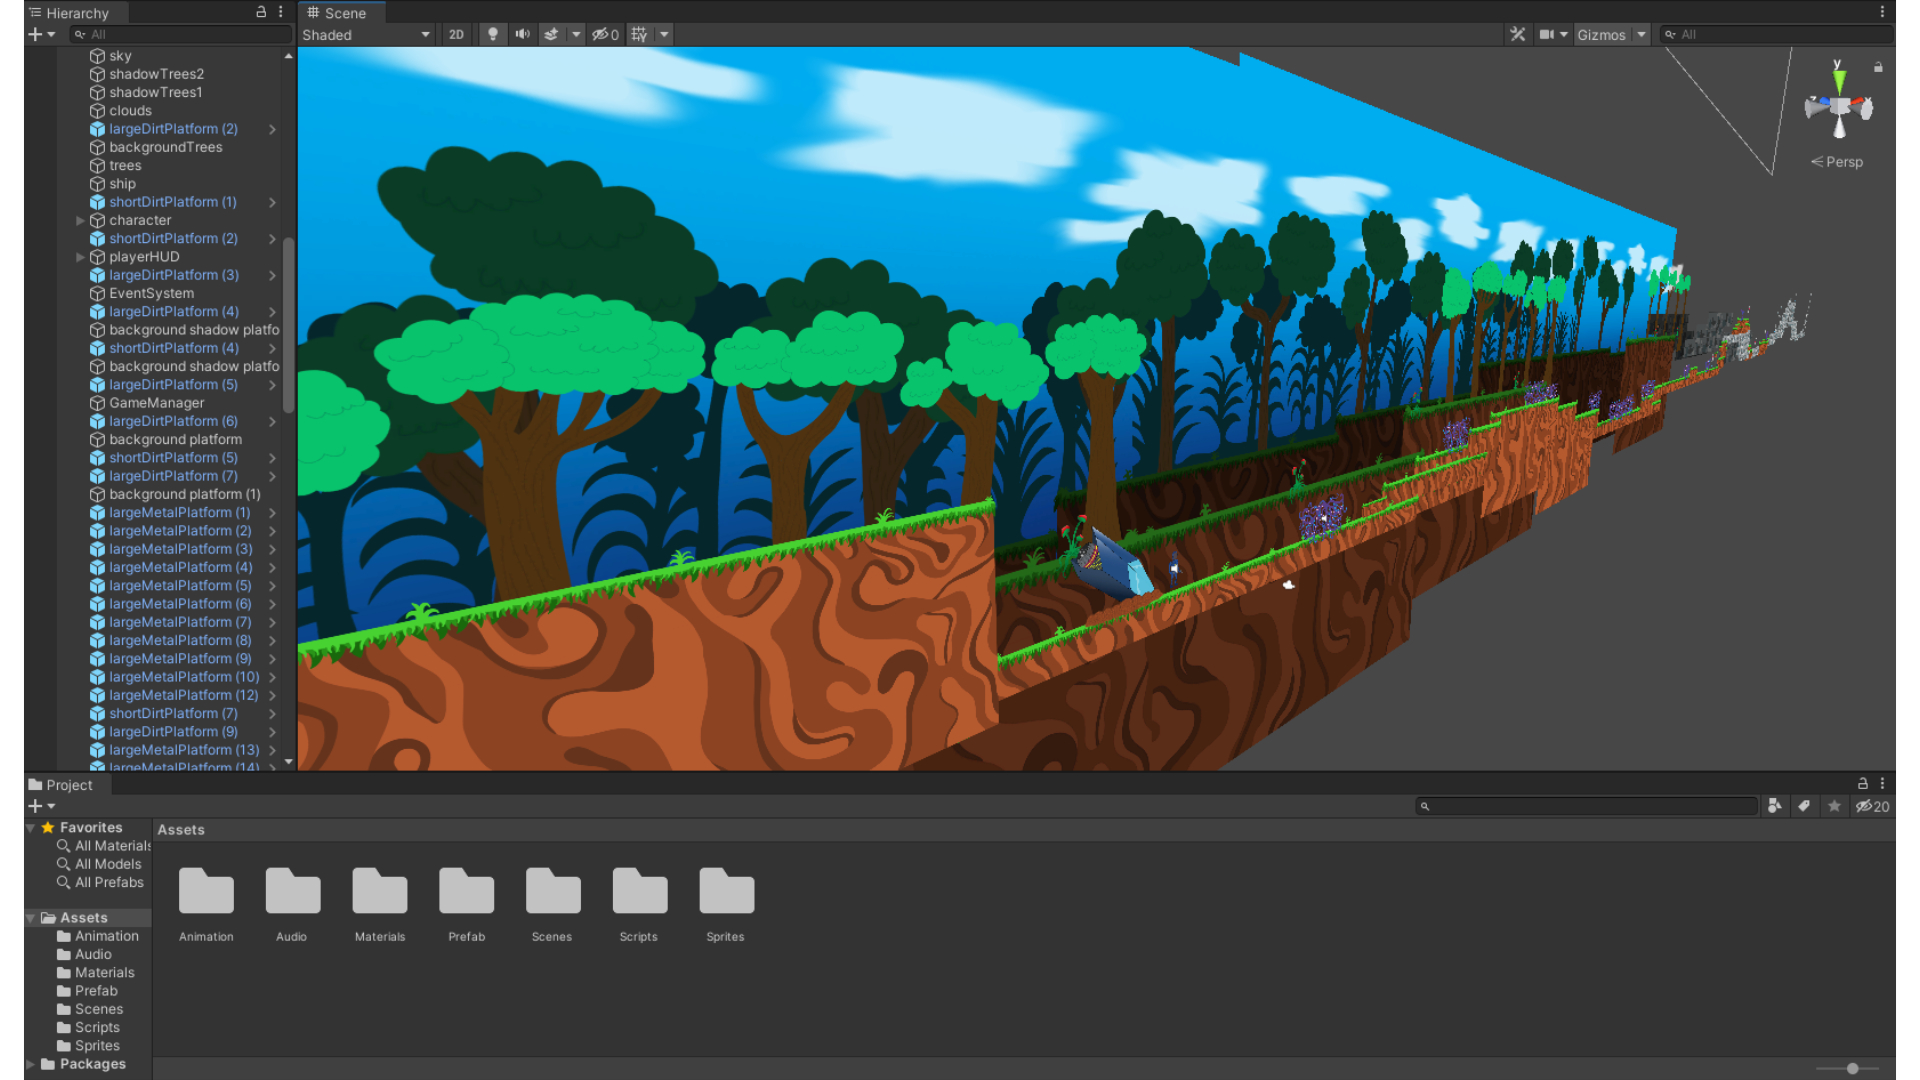 Hierarchy
All
sky
shadowTrees2
shadowTrees1
clouds
largeDirtPlatform (2)
backgroundTrees
trees
ship
shortDirtPlatform (1)
character
shortDirtPlatform (2)
playerHUD
largeDirtPlatform (3)
EventSystem
largeDirtPlatform (4)
background shadow platfo
shortDirtPlatform (4)
background shadow platfo
largeDirtPlatform (5)
GameManager
largeDirtPlatform (6)
background platform
shortDirtPlatform (5)
largeDirtPlatform (7)
background platform (1)
largeMetalPlatform (1)
largeMetalPlatform (2)
largeMetalPlatform (3)
largeMetalPlatform (4)
largeMetalPlatform (5)
largeMetalPlatform (6)
largeMetalPlatform (7)
largeMetalPlatform (8)
largeMetalPlatform (9)
largeMetalPlatform (10)
largeMetalPlatform (12)
shortDirtPlatform (7)
largeDirtPlatform (9)
largeMetalPlatform (13)
largeMetalPlatform (14)
Scene
Shaded 2D 0 Gizmos All
y
x
z
Persp
Project
20
Favorites
All Materials
All Models
All Prefabs
Assets
Animation
Audio
Materials
Prefab
Scenes
Scripts
Sprites
Packages
Assets
Animation Audio Materials Prefab Scenes Scripts Sprites